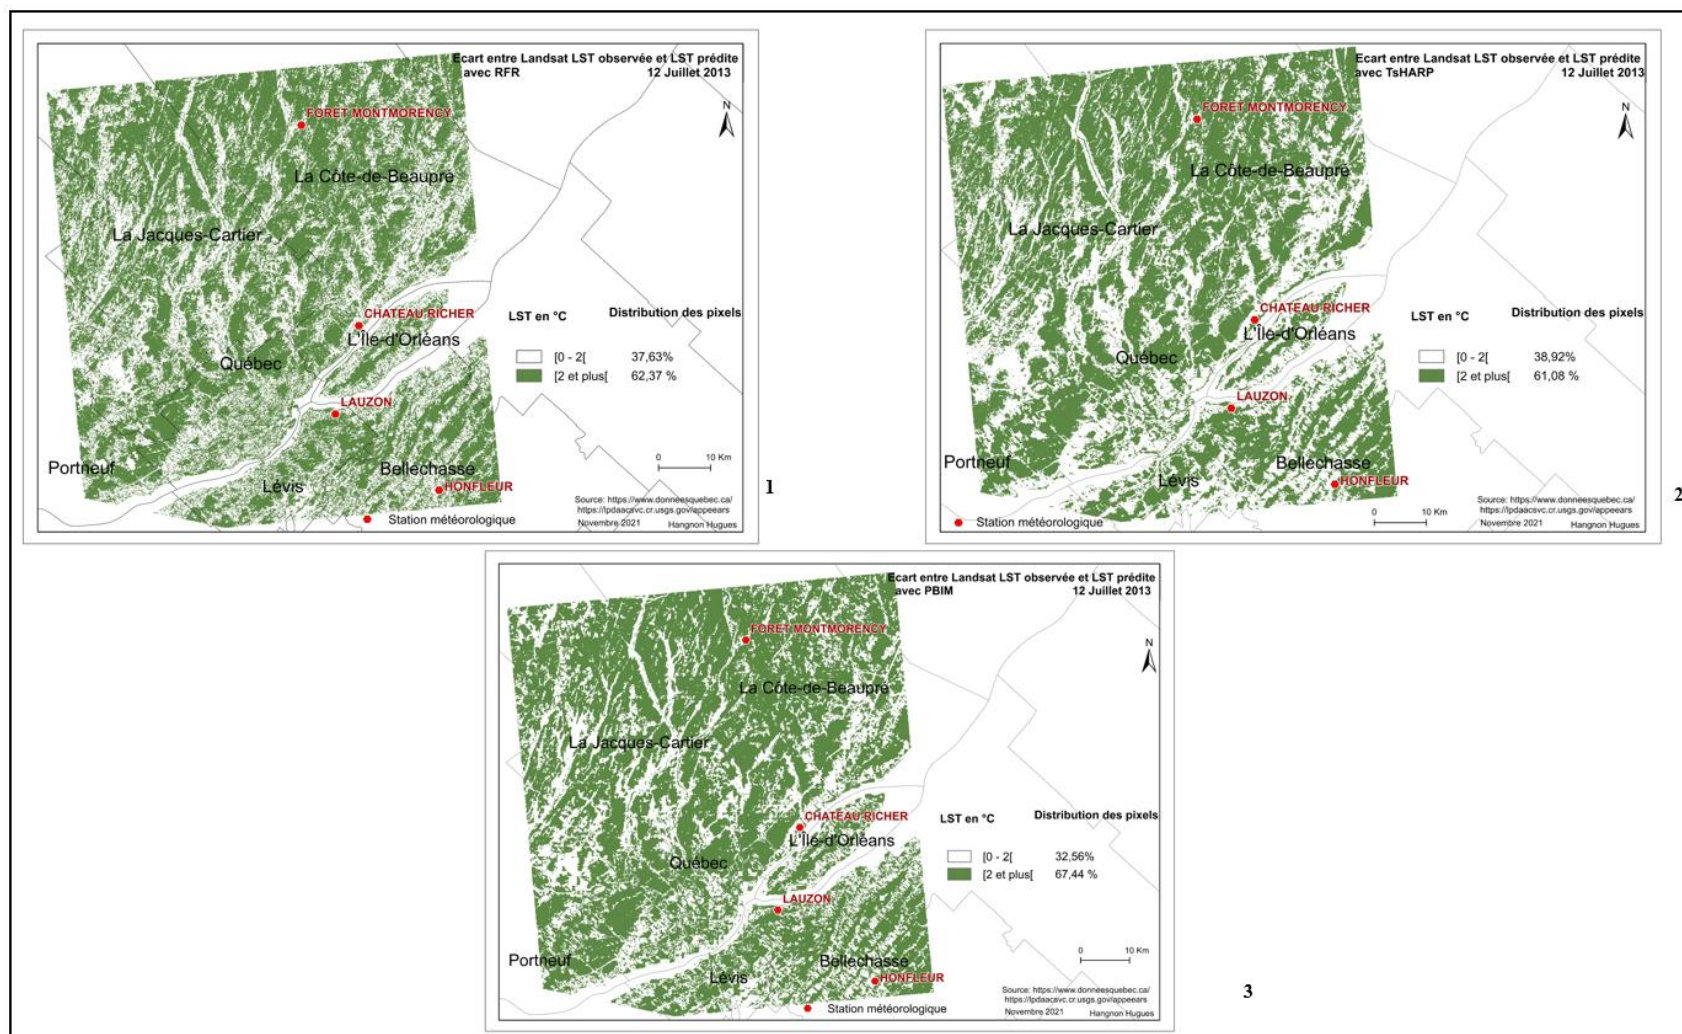 Ecart entre Landsat LST observée et LST prédite
avec RFR 12 Juillet 2013
N
FORET MONTMORENCY
La Côte-de-Beaupré
La Jacques-Cartier
CHATEAU RICHER
L'Île-d'Orléans
Québec
LAUZON
Portneuf
Bellechasse
Lévis
HONFLEUR
LST en °C Distribution des pixels
[0 - 2[ 37,63%
[2 et plus[ 62,37 %
0 10 Km
Source: https://www.donneesquebec.ca/
https://lpdaacsvc.cr.usgs.gov/appeears
Novembre 2021 Hangnon Hugues
Station météorologique
1
Ecart entre Landsat LST observée et LST prédite
avec TsHARP 12 Juillet 2013
N
FORET MONTMORENCY
La Côte-de-Beaupré
La Jacques-Cartier
CHATEAU RICHER
L'Île-d'Orléans
Québec
LAUZON
Portneuf
Bellechasse
Lévis
HONFLEUR
LST en °C Distribution des pixels
[0 - 2[ 38,92%
[2 et plus[ 61,08 %
0 10 Km
Source: https://www.donneesquebec.ca/
https://lpdaacsvc.cr.usgs.gov/appeears
Novembre 2021 Hangnon Hugues
Station météorologique
2
Ecart entre Landsat LST observée et LST prédite
avec PBIM 12 Juillet 2013
N
FORET MONTMORENCY
La Côte-de-Beaupré
La Jacques-Cartier
CHATEAU RICHER
L'Île-d'Orléans
Québec
LAUZON
Portneuf
Bellechasse
Lévis
HONFLEUR
LST en °C Distribution des pixels
[0 - 2[ 32,56%
[2 et plus[ 67,44 %
0 10 Km
Source: https://www.donneesquebec.ca/
https://lpdaacsvc.cr.usgs.gov/appeears
Novembre 2021 Hangnon Hugues
Station météorologique
3